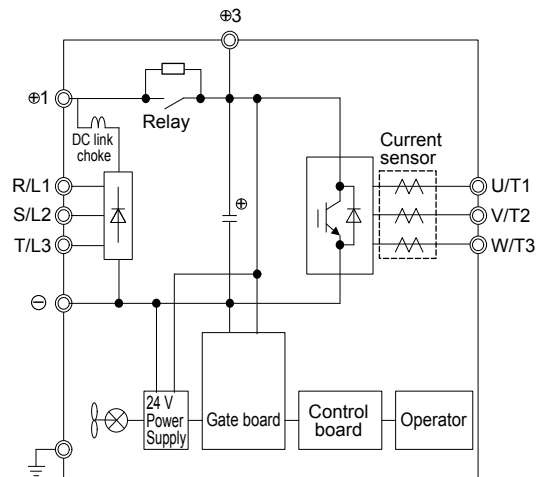 ⊕3
⊕1
Relay
DC link
choke
Current
sensor
R/L1
S/L2
T/L3
U/T1
V/T2
W/T3
⊕
⊖
24 V
Power
Supply
Gate board
Control
board
Operator